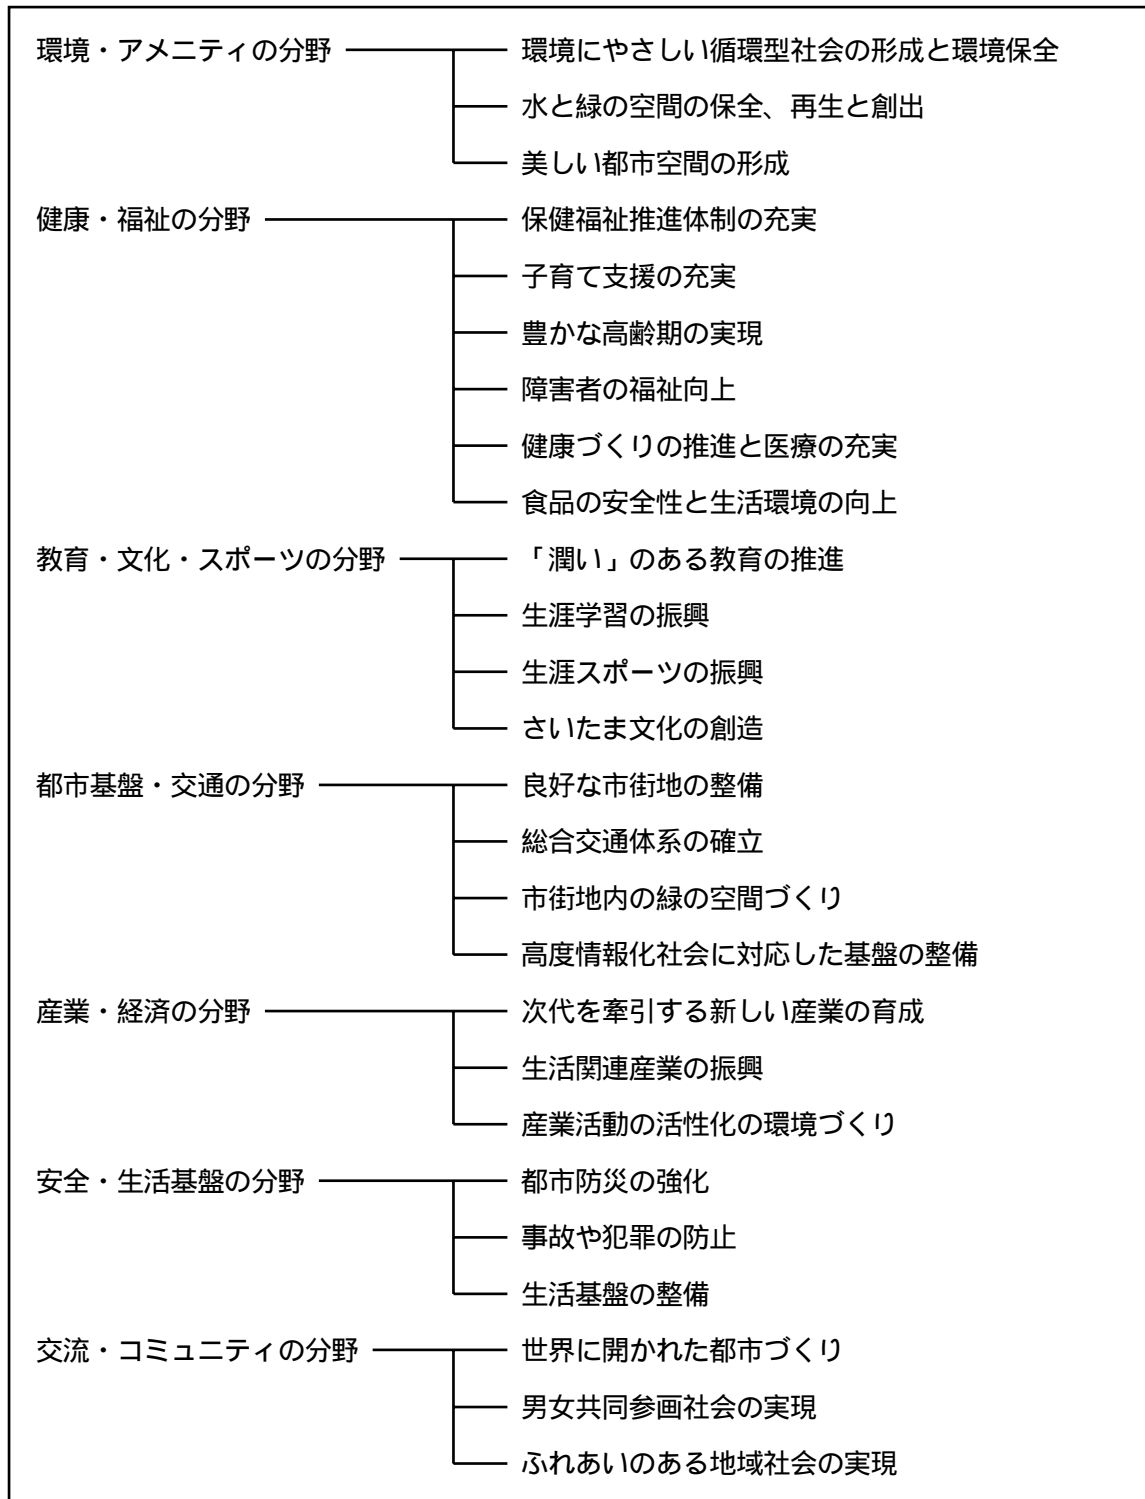 環境・アメニティの分野 環境にやさしい循環型社会の形成と環境保全
水と緑の空間の保全、再生と創出
美しい都市空間の形成
健康・福祉の分野 保健福祉推進体制の充実
子育て支援の充実
豊かな高齢期の実現
障害者の福祉向上
健康づくりの推進と医療の充実
食品の安全性と生活環境の向上
教育・文化・スポーツの分野 「潤い」のある教育の推進
生涯学習の振興
生涯スポーツの振興
さいたま文化の創造
都市基盤・交通の分野 良好な市街地の整備
総合交通体系の確立
市街地内の緑の空間づくり
高度情報化社会に対応した基盤の整備
産業・経済の分野 次代を牽引する新しい産業の育成
生活関連産業の振興
産業活動の活性化の環境づくり
安全・生活基盤の分野 都市防災の強化
事故や犯罪の防止
生活基盤の整備
交流・コミュニティの分野 世界に開かれた都市づくり
男女共同参画社会の実現
ふれあいのある地域社会の実現